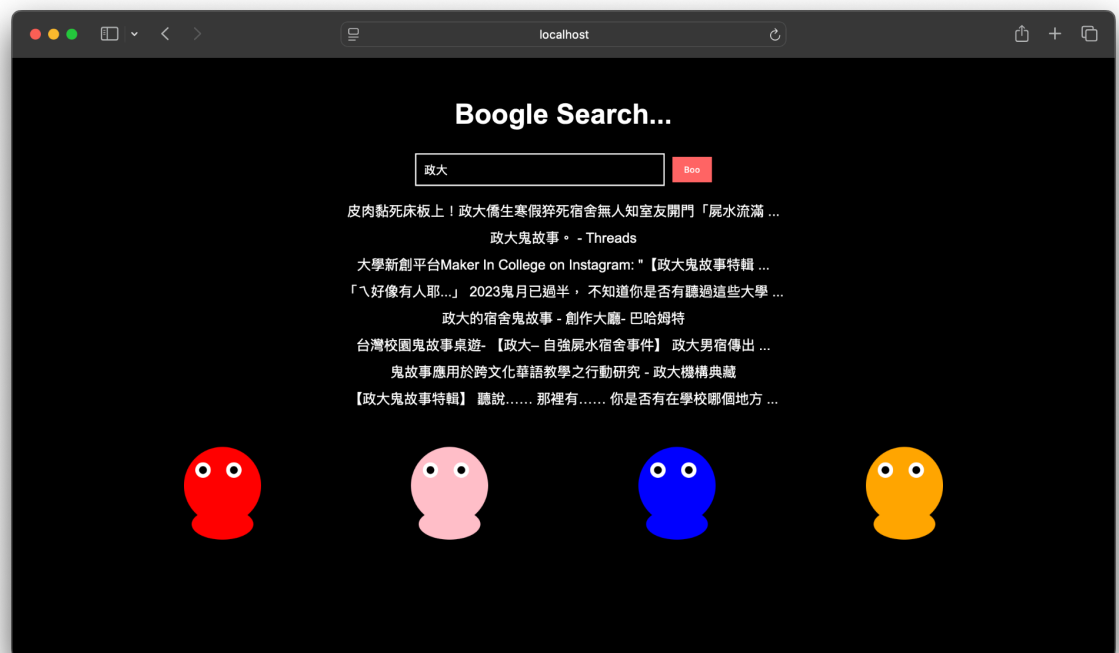 localhost
Boogle Search...
政大
Boo
皮肉黏死床板上！政大僑生寒假猝死宿舍無人知室友開門「屍水流滿 ...
政大鬼故事。 - Threads
大學新創平台Maker In College on Instagram: "【政大鬼故事特輯 ...
「ㄟ好像有人耶...」 2023鬼月已過半， 不知道你是否有聽過這些大學 ...
政大的宿舍鬼故事 - 創作大廳- 巴哈姆特
台灣校園鬼故事桌遊- 【政大– 自強屍水宿舍事件】 政大男宿傳出 ...
鬼故事應用於跨文化華語教學之行動研究 - 政大機構典藏
【政大鬼故事特輯】 聽說…… 那裡有…… 你是否有在學校哪個地方 ...